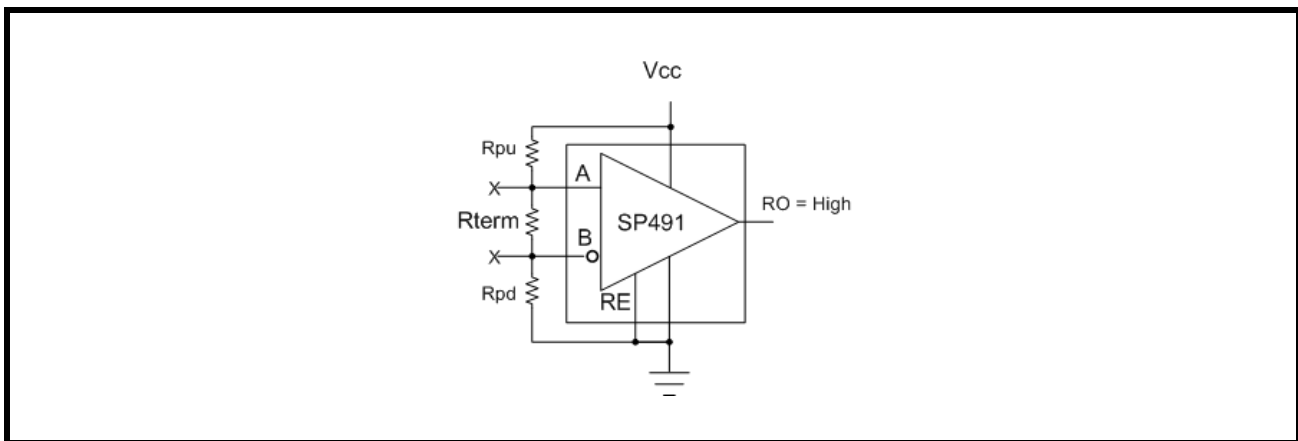 Vcc
Rpu
A
RO = High
Rterm
SP491
B
Rpd
RE